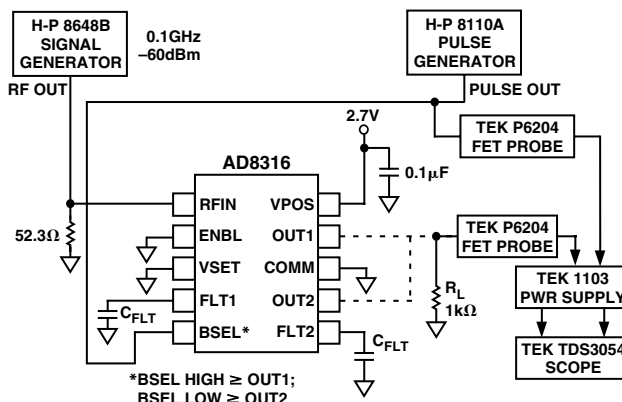 H-P 8648B
SIGNAL
GENERATOR
0.1GHz
–60dBm
H-P 8110A
PULSE
GENERATOR
RF OUT
PULSE OUT
2.7V
TEK P6204
FET PROBE
AD8316
0.1μF
RFIN
VPOS
52.3Ω
ENBL
OUT1
TEK P6204
FET PROBE
VSET
COMM
TEK 1103
PWR SUPPLY
FLT1
OUT2
RL
1kΩ
CFLT
BSEL*
FLT2
CFLT
TEK TDS3054
SCOPE
*BSEL HIGH ≥ OUT1;
BSEL LOW ≥ OUT2